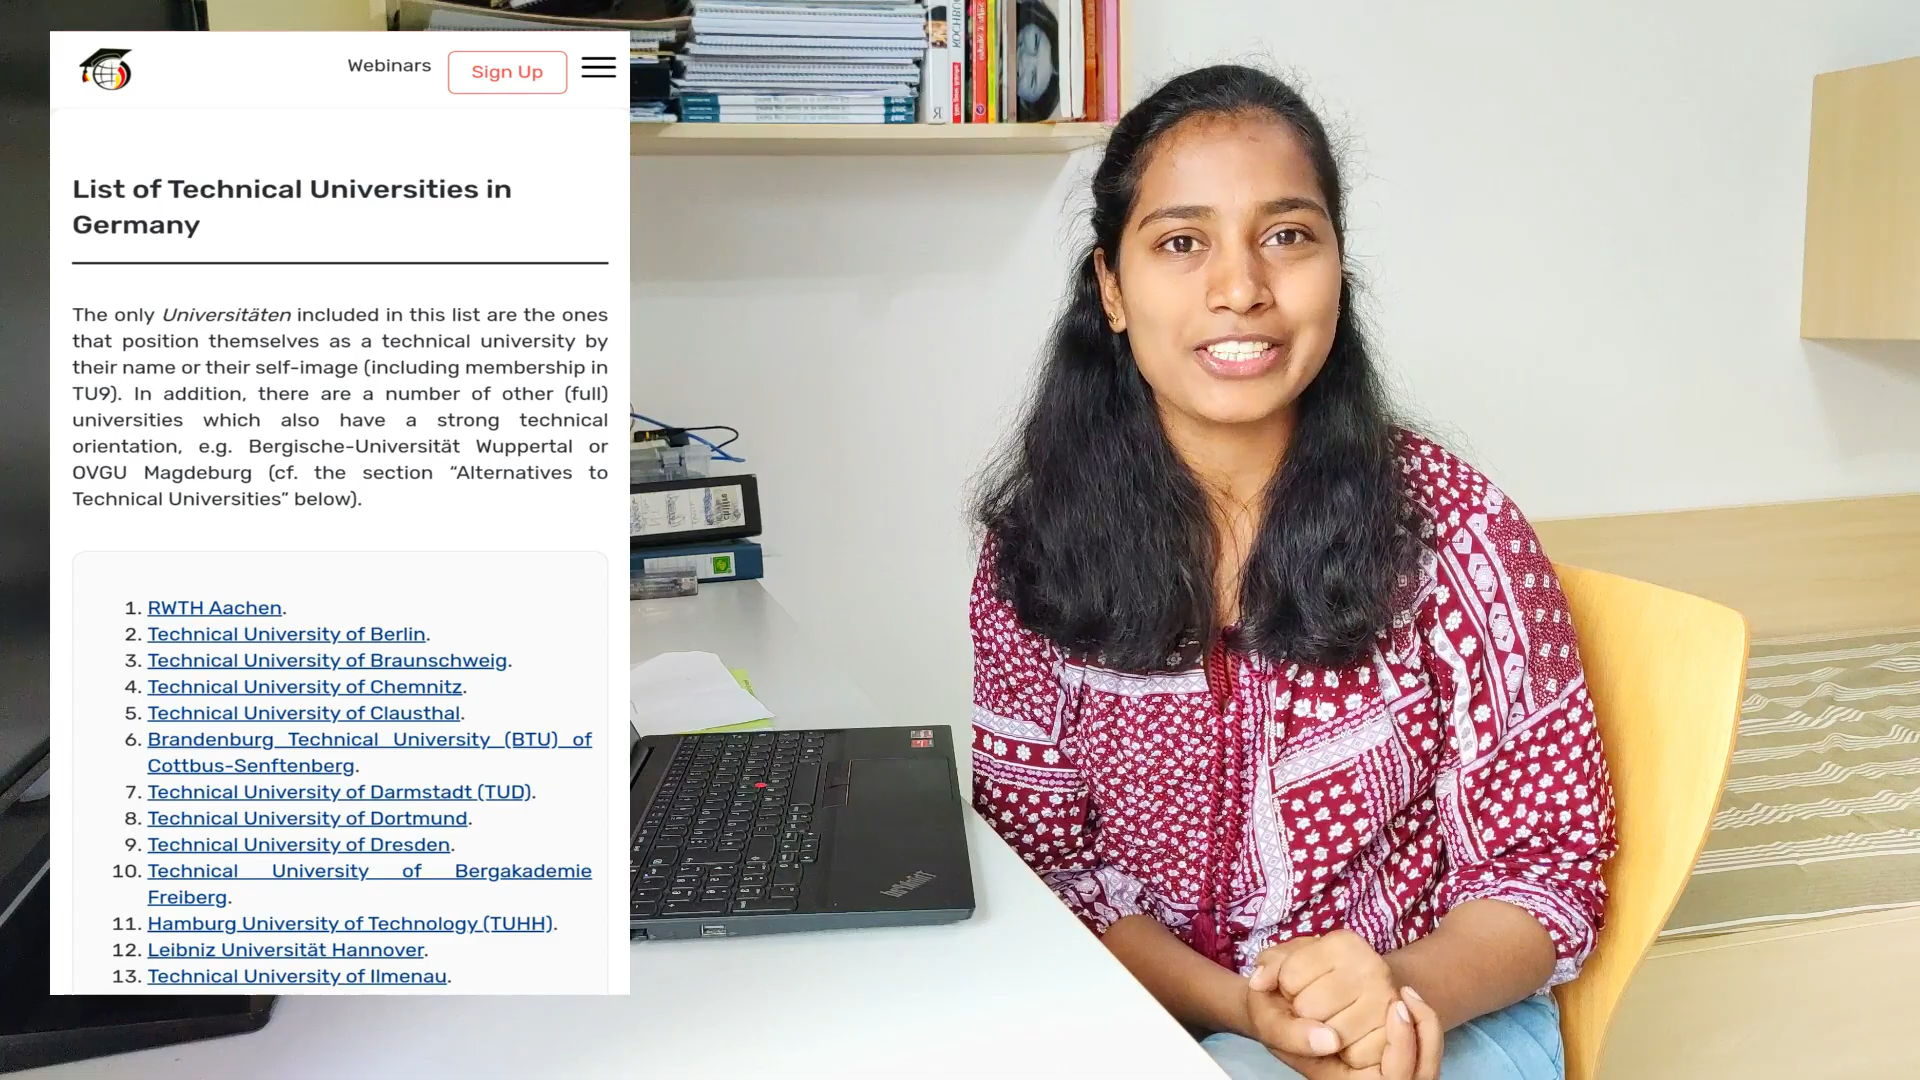 Webinars
Sign Up
List of Technical Universities in
Germany
The only Universitäten included in this list are the ones
that position themselves as a technical university by
their name or their self-image (including membership in
TU9). In addition, there are a number of other (full)
universities which also have a strong technical
orientation, e.g. Bergische-Universität Wuppertal or
OVGU Magdeburg (cf. the section “Alternatives to
Technical Universities” below).
1. RWTH Aachen.
2. Technical University of Berlin.
3. Technical University of Braunschweig.
4. Technical University of Chemnitz.
5. Technical University of Clausthal.
6. Brandenburg Technical University (BTU) of
Cottbus-Senftenberg.
7. Technical University of Darmstadt (TUD).
8. Technical University of Dortmund.
9. Technical University of Dresden.
10. Technical University of Bergakademie
Freiberg.
11. Hamburg University of Technology (TUHH).
12. Leibniz Universität Hannover.
13. Technical University of Ilmenau.